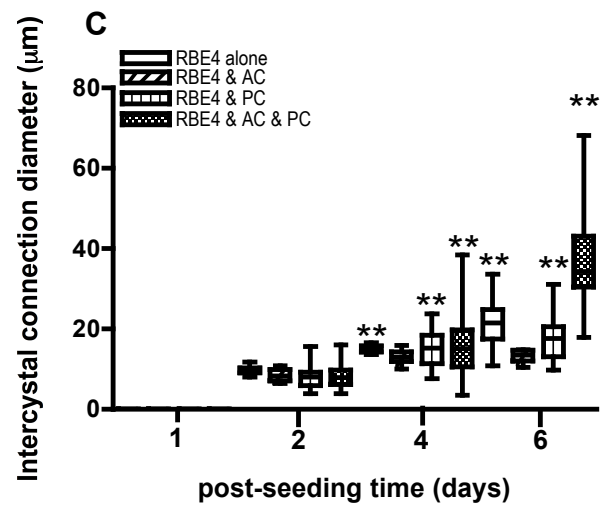 C
Intercystal connection diameter (μm)
RBE4 alone
RBE4 & AC
RBE4 & PC
RBE4 & AC & PC
80
60
40
20
0
**
**
**
**
**
**
1
2
4
6
post-seeding time (days)